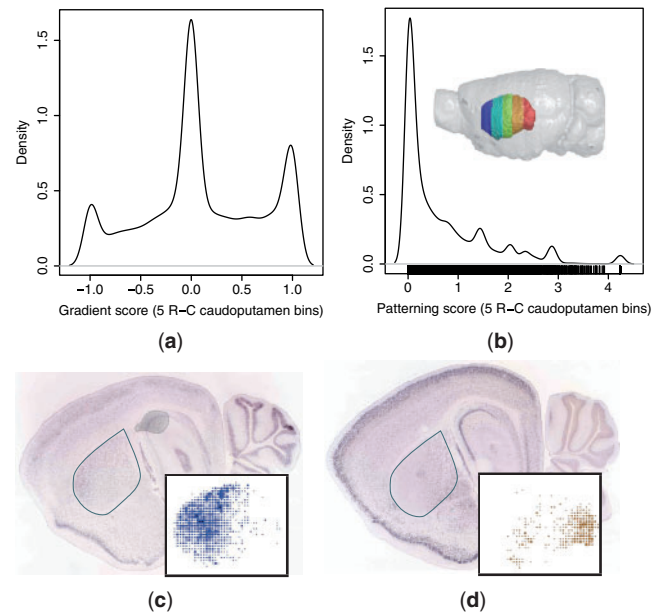 Density
0.0
0.5
1.0
1.5
−1.0
−0.5
0.0
0.5
1.0
Gradient score (5 R−C caudoputamen bins)
(a)
Density
0.0
0.5
1.0
1.5
0
1
2
3
4
Patterning score (5 R−C caudoputamen bins)
(b)
(c)
(d)